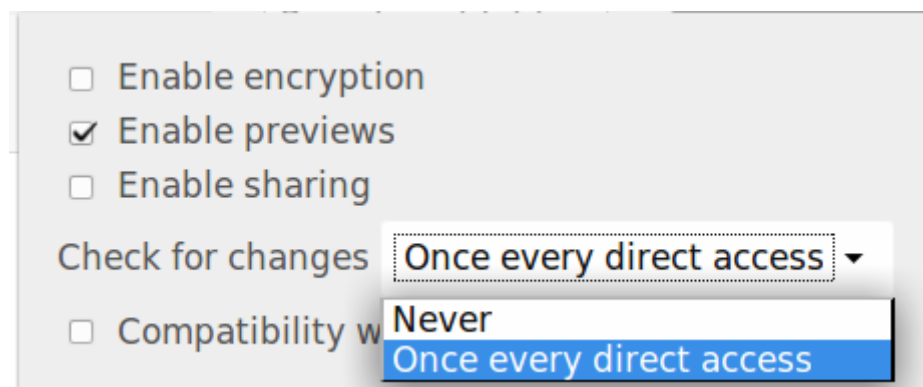 Enable encryption
Enable previews
Enable sharing
Check for changes Once every direct access
Never
Compatibility w
Once every direct access